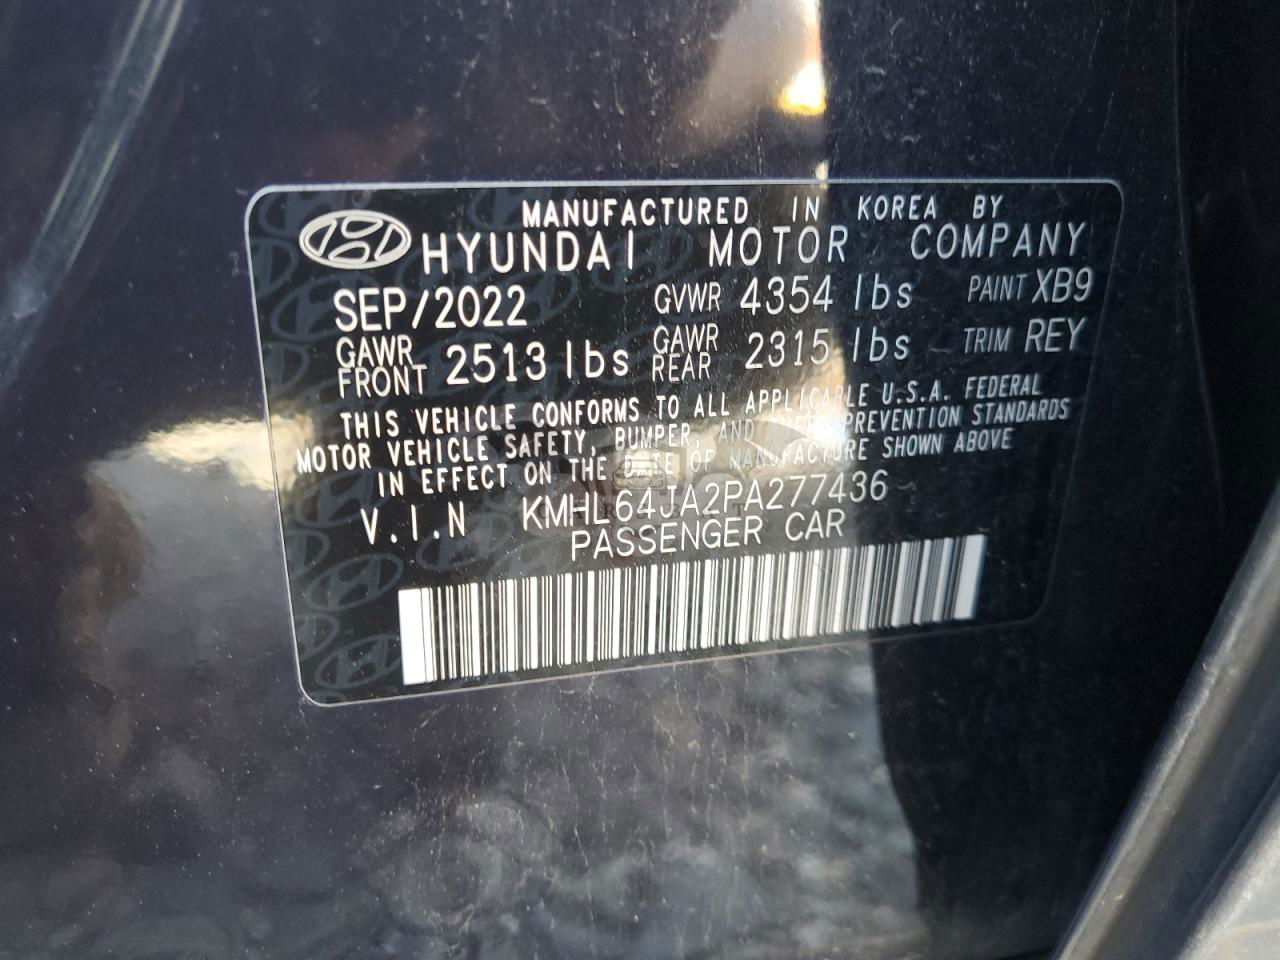 MANUFACTURED IN KOREA BY
HYUNDAI MOTOR COMPANY
SEP/2022 GVWR 4354 lbs PAINT XB9
GAWR FRONT 2513 lbs GAWR REAR 2315 lbs TRIM REY
THIS VEHICLE CONFORMS TO ALL APPLICABLE U.S.A. FEDERAL
MOTOR VEHICLE SAFETY, BUMPER, AND THEFT PREVENTION STANDARDS
IN EFFECT ON THE DATE OF MANUFACTURE SHOWN ABOVE
V.I.N KMHL64JA2PA277436
PASSENGER CAR